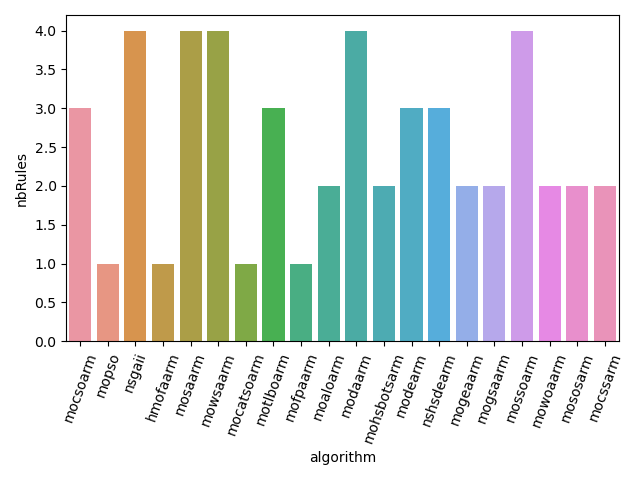 4.0
3.5
3.0
2.5
2.0
1.5
1.0
0.5
0.0
nbRules
mocsoarm
mopso
nsgaii
hmofaarm
mosaarm
mowsaarm
mocatsoarm
motlboarm
mofpaarm
moaloarm
modaarm
mohsbotsarm
modearm
nshsdearm
mogeaarm
mogsaarm
mossoarm
mowoaarm
mososarm
mocssarm
algorithm